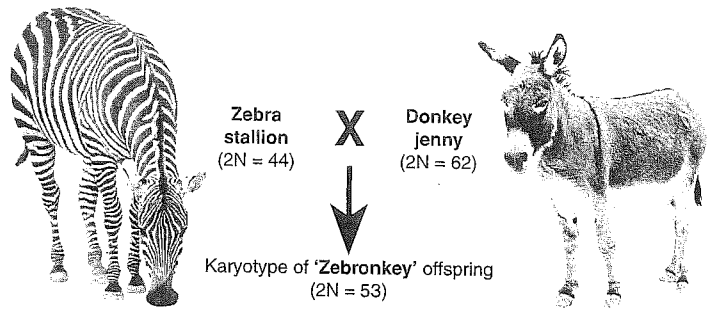 Zebra
stallion
(2N = 44)
X
Donkey
jenny
(2N = 62)
Karyotype of 'Zebronkey' offspring
(2N = 53)